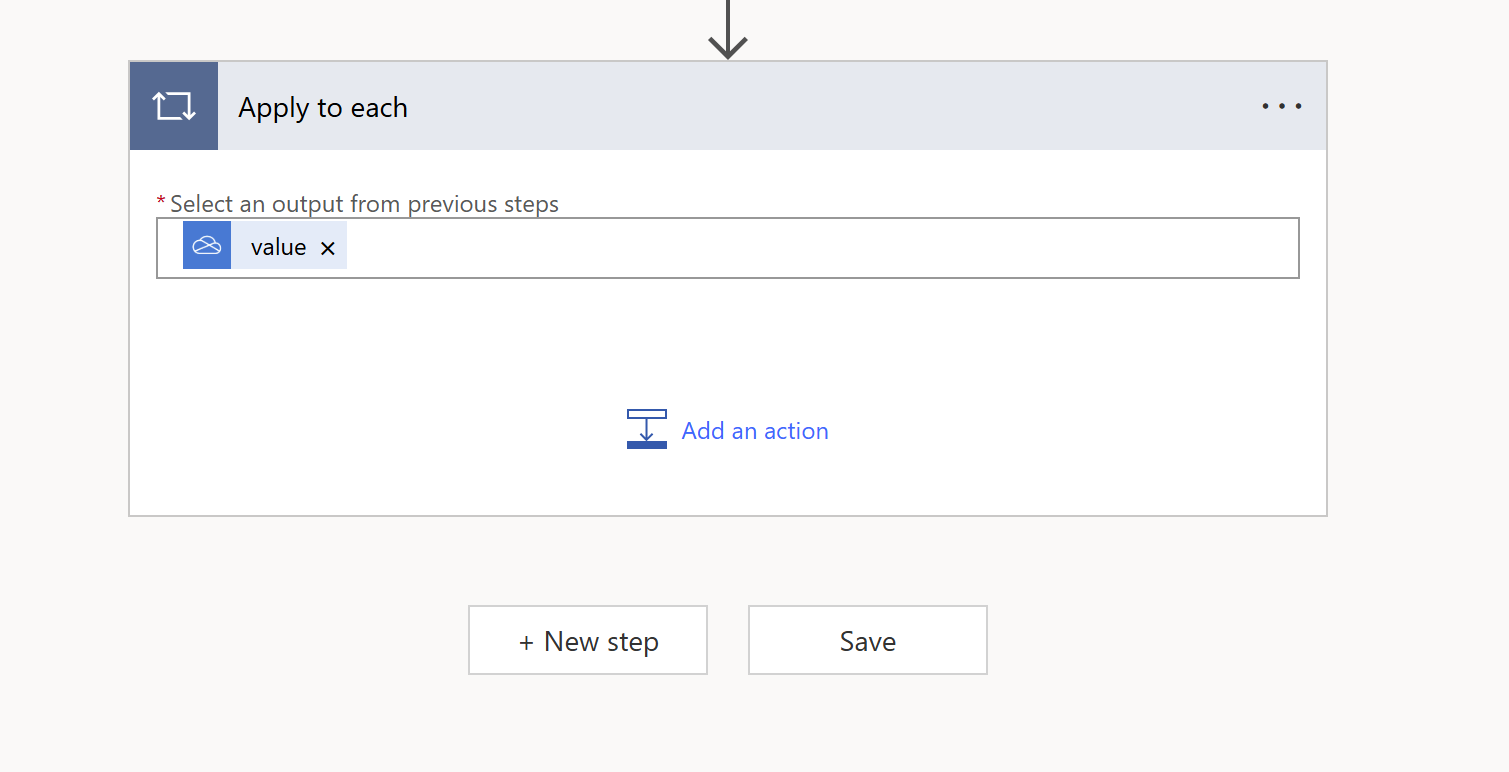 Apply to each
* Select an output from previous steps
value ×
Add an action
+ New step
Save